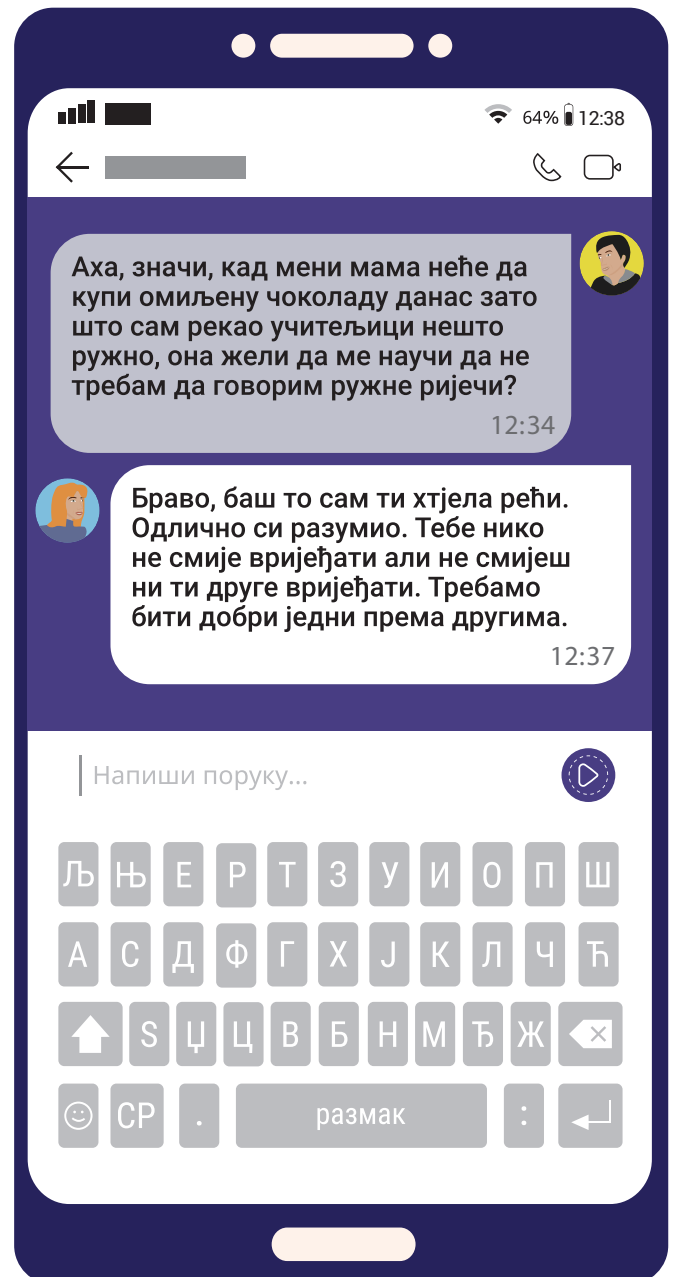 64% 12:38
Аха, значи, кад мени мама неће да
купи омиљену чоколаду данас зато
што сам рекао учитељици нешто
ружно, она жели да ме научи да не
требам да говорим ружне ријечи?
12:34
Браво, баш то сам ти хтјела рећи.
Одлично си разумио. Тебе нико
не смије вријеђати али не смијеш
ни ти друге вријеђати. Требамо
бити добри једни према другима.
12:37
Напиши поруку...
Љ Њ Е Р Т З У И О П Ш
А С Д Ф Г Х Ј К Л Ч Ћ
Ѕ Џ Ц В Б Н М Ђ Ж
СР . размак :